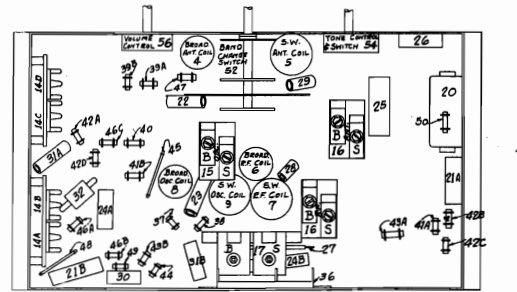 VOLUME
CONTROL 56
BROAD.
ANT. COIL
4
BAND
CHANGE
SWITCH
52
S.W.
ANT. COIL
5
TONE CONTROL
& SWITCH 54
26
14D
14C
39B
39A
47
22
29
25
20
50
42A
46C
40
45
31A
42D
41B
B
15
S
BROAD.
R.F. COIL
6
28
B
16
S
BROAD.
OSC COIL
8
S.W.
OSC. COIL
9
S.W.
R.F. COIL
7
21A
14B
14A
32
24A
46A
23
37
38
B
16
S
43A
41A
42B
42C
48
46B
49
43B
44
21B
30
31B
B
17
S
27
24B
36